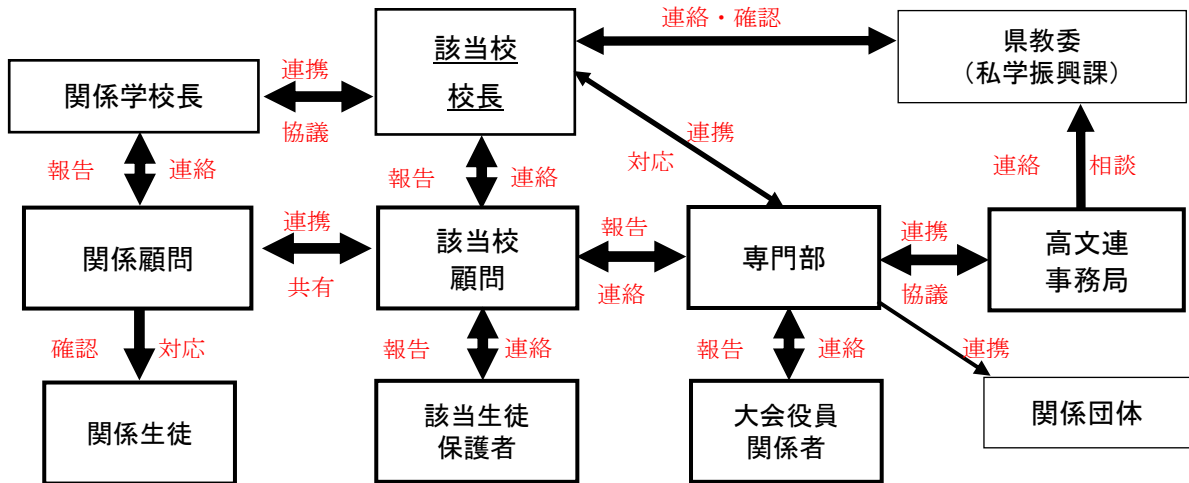 連絡・確認
該当校
校長
県教委
（私学振興課）
関係学校長
連携
協議
連携
対応
連絡
相談
報告
連絡
報告
連絡
関係顧問
連携
共有
該当校
顧問
報告
連絡
専門部
連携
協議
高文連
事務局
確認
対応
報告
連絡
報告
連絡
連携
関係生徒
該当生徒
保護者
大会役員
関係者
関係団体